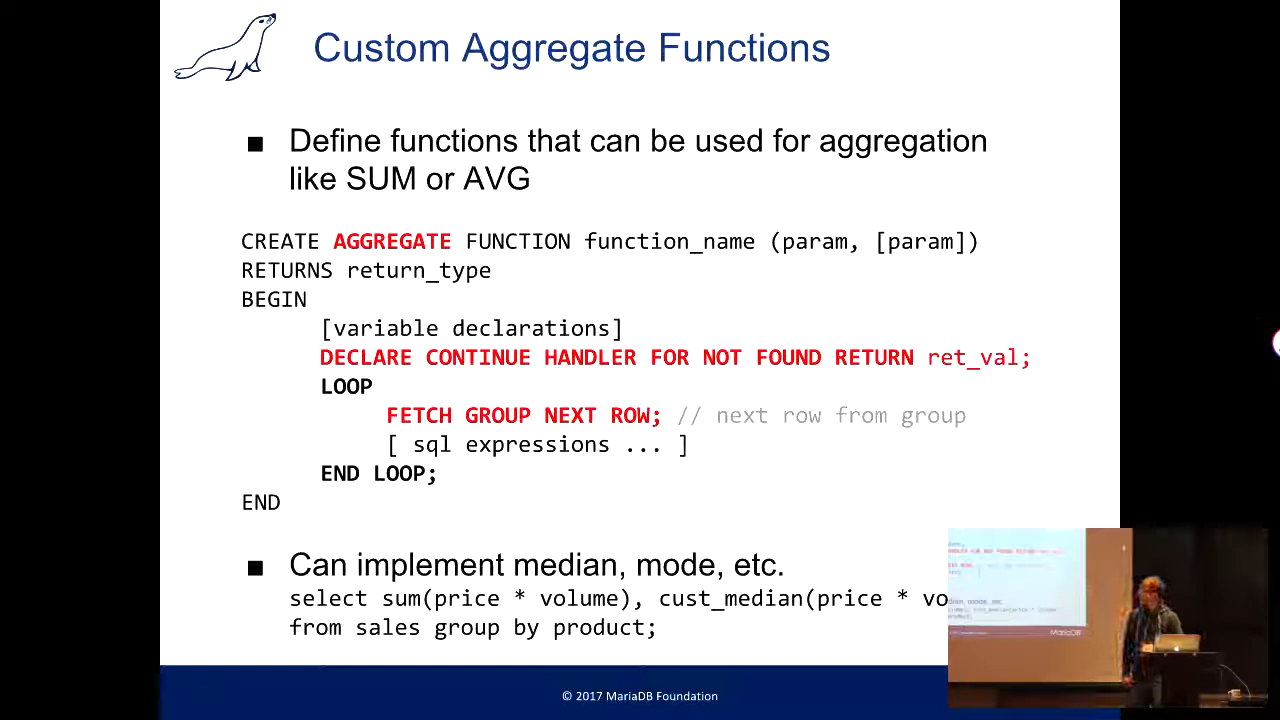 Custom Aggregate Functions
■ Define functions that can be used for aggregation
like SUM or AVG
CREATE AGGREGATE FUNCTION function_name (param, [param])
RETURNS return_type
BEGIN
[variable declarations]
DECLARE CONTINUE HANDLER FOR NOT FOUND RETURN ret_val;
LOOP
FETCH GROUP NEXT ROW; // next row from group
[ sql expressions ... ]
END LOOP;
END
■ Can implement median, mode, etc.
select sum(price * volume), cust_median(price * vo
from sales group by product;
© 2017 MariaDB Foundation
MariaDB